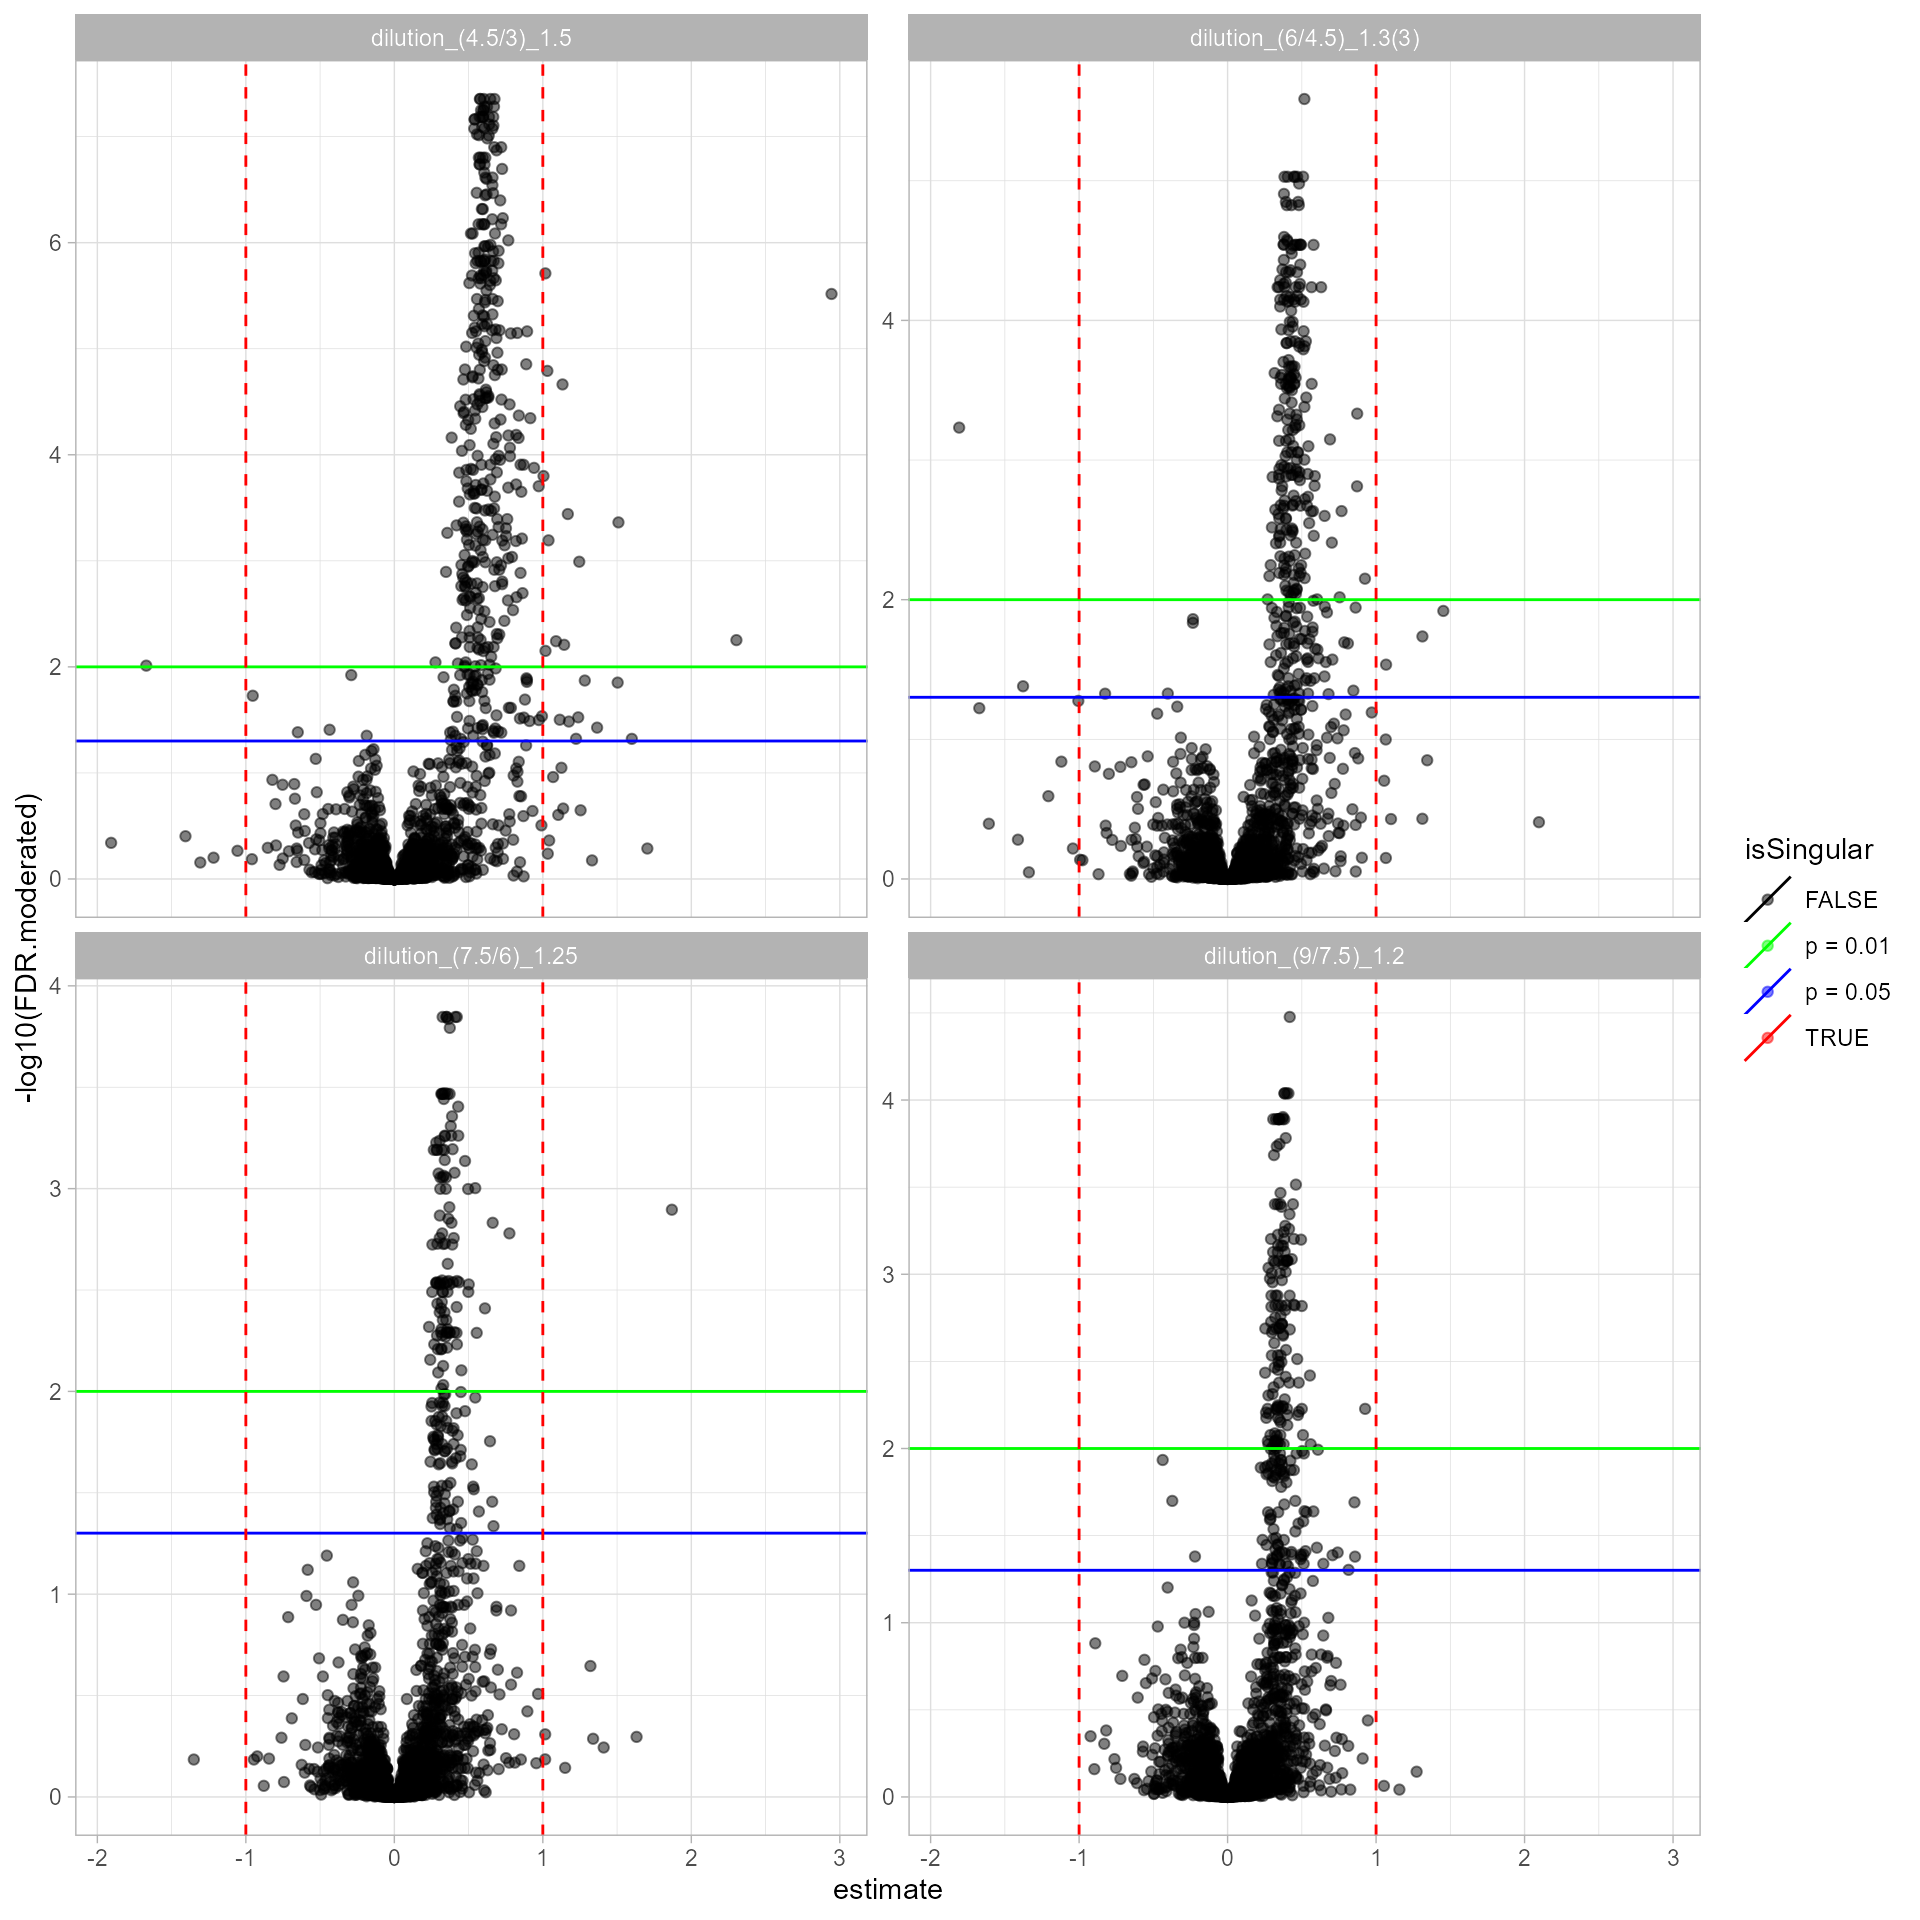 dilution_(4.5/3)_1.5
dilution_(6/4.5)_1.3(3)
6
4
2
0
4
2
0
dilution_(7.5/6)_1.25
dilution_(9/7.5)_1.2
4
3
2
1
0
4
3
2
1
0
-2 -1 0 1 2 3
-2 -1 0 1 2 3
estimate
-log10(FDR.moderated)
isSingular
FALSE
p = 0.01
p = 0.05
TRUE